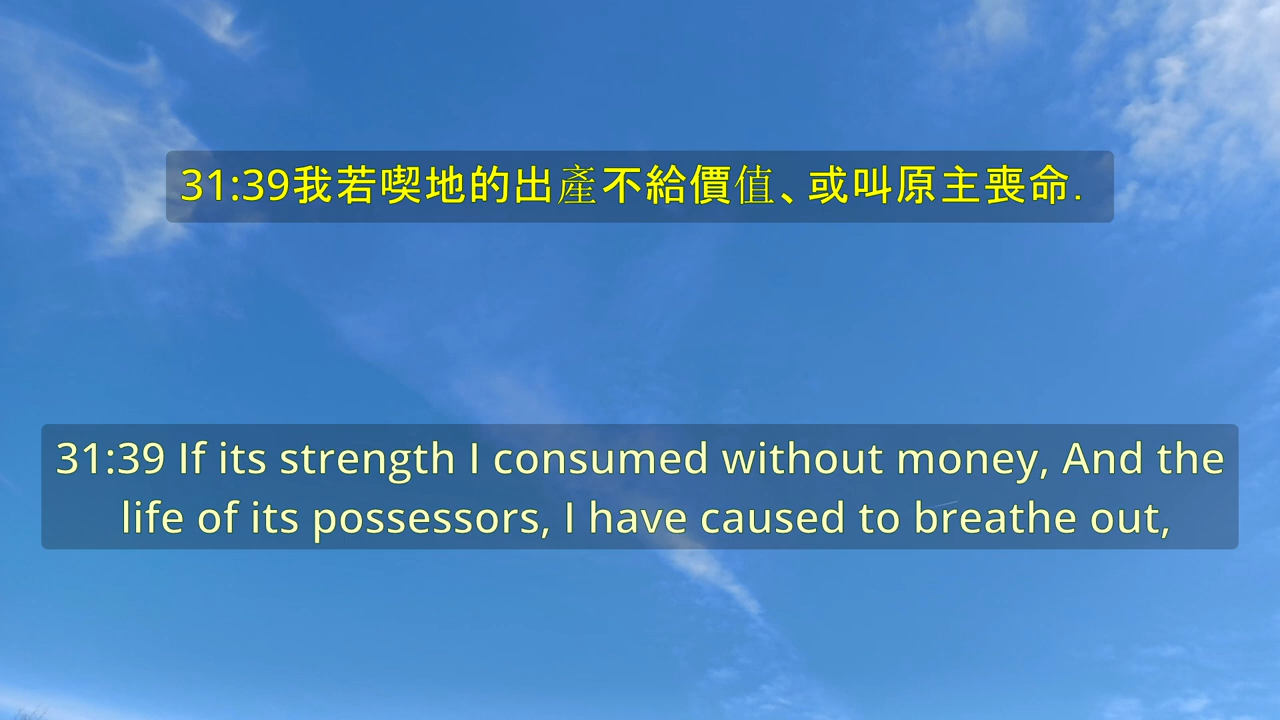 31:39我若喫地的出產不給價值、或叫原主喪命.
31:39 If its strength I consumed without money, And the
life of its possessors, I have caused to breathe out,